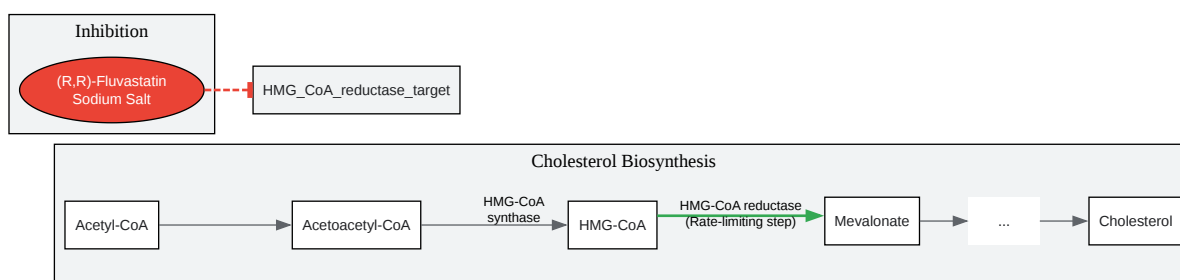 Inhibition
(R,R)-Fluvastatin
Sodium Salt
HMG_CoA_reductase_target
Cholesterol Biosynthesis
Acetyl-CoA
Acetoacetyl-CoA
HMG-CoA
synthase
HMG-CoA
HMG-CoA reductase
(Rate-limiting step)
Mevalonate
...
Cholesterol